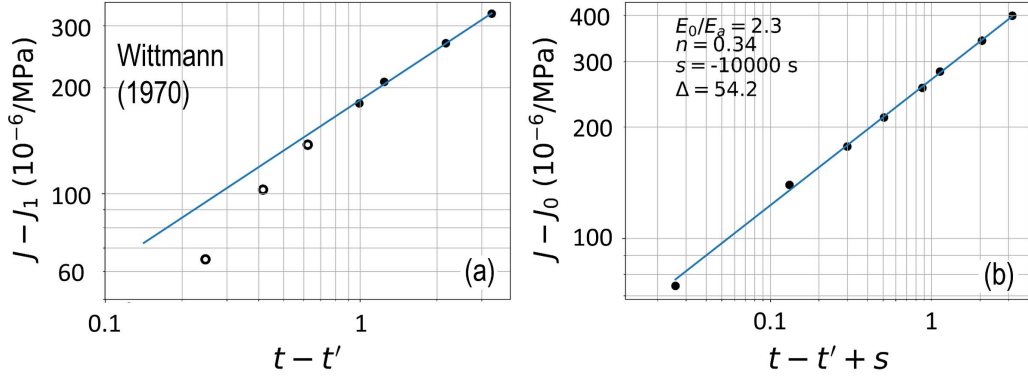 300
200
100
60
J − J₁ (10⁻⁶/MPa)
Wittmann
(1970)
(a)
0.1
1
t − t′
400
300
200
100
J − J₀ (10⁻⁶/MPa)
E₀/Eₐ = 2.3
n = 0.34
s = -10000 s
Δ = 54.2
(b)
0.1
1
t − t′ + s